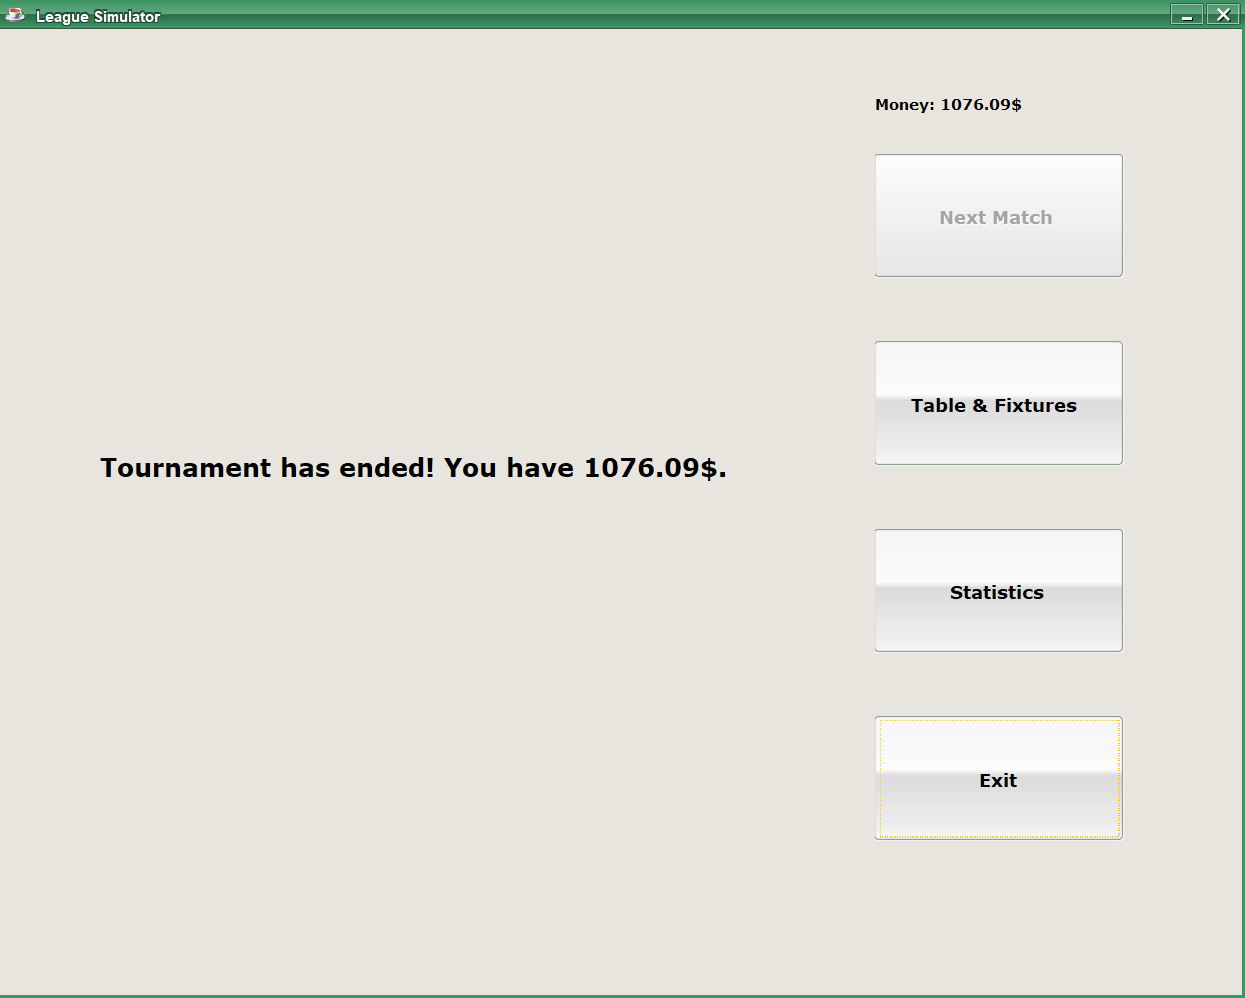 League Simulator
Money: 1076.09$
Next Match
Table & Fixtures
Tournament has ended! You have 1076.09$.
Statistics
Exit